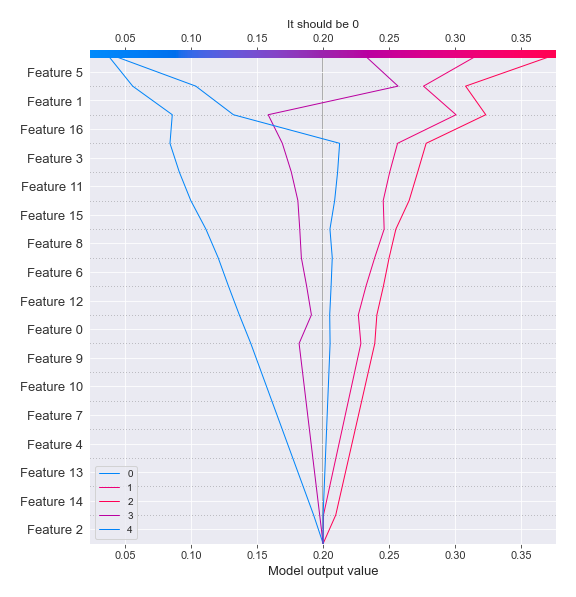 It should be 0
0.05 0.10 0.15 0.20 0.25 0.30 0.35
Feature 5
Feature 1
Feature 16
Feature 3
Feature 11
Feature 15
Feature 8
Feature 6
Feature 12
Feature 0
Feature 9
Feature 10
Feature 7
Feature 4
Feature 13
Feature 14
Feature 2
0
1
2
3
4
0.05 0.10 0.15 0.20 0.25 0.30 0.35
Model output value